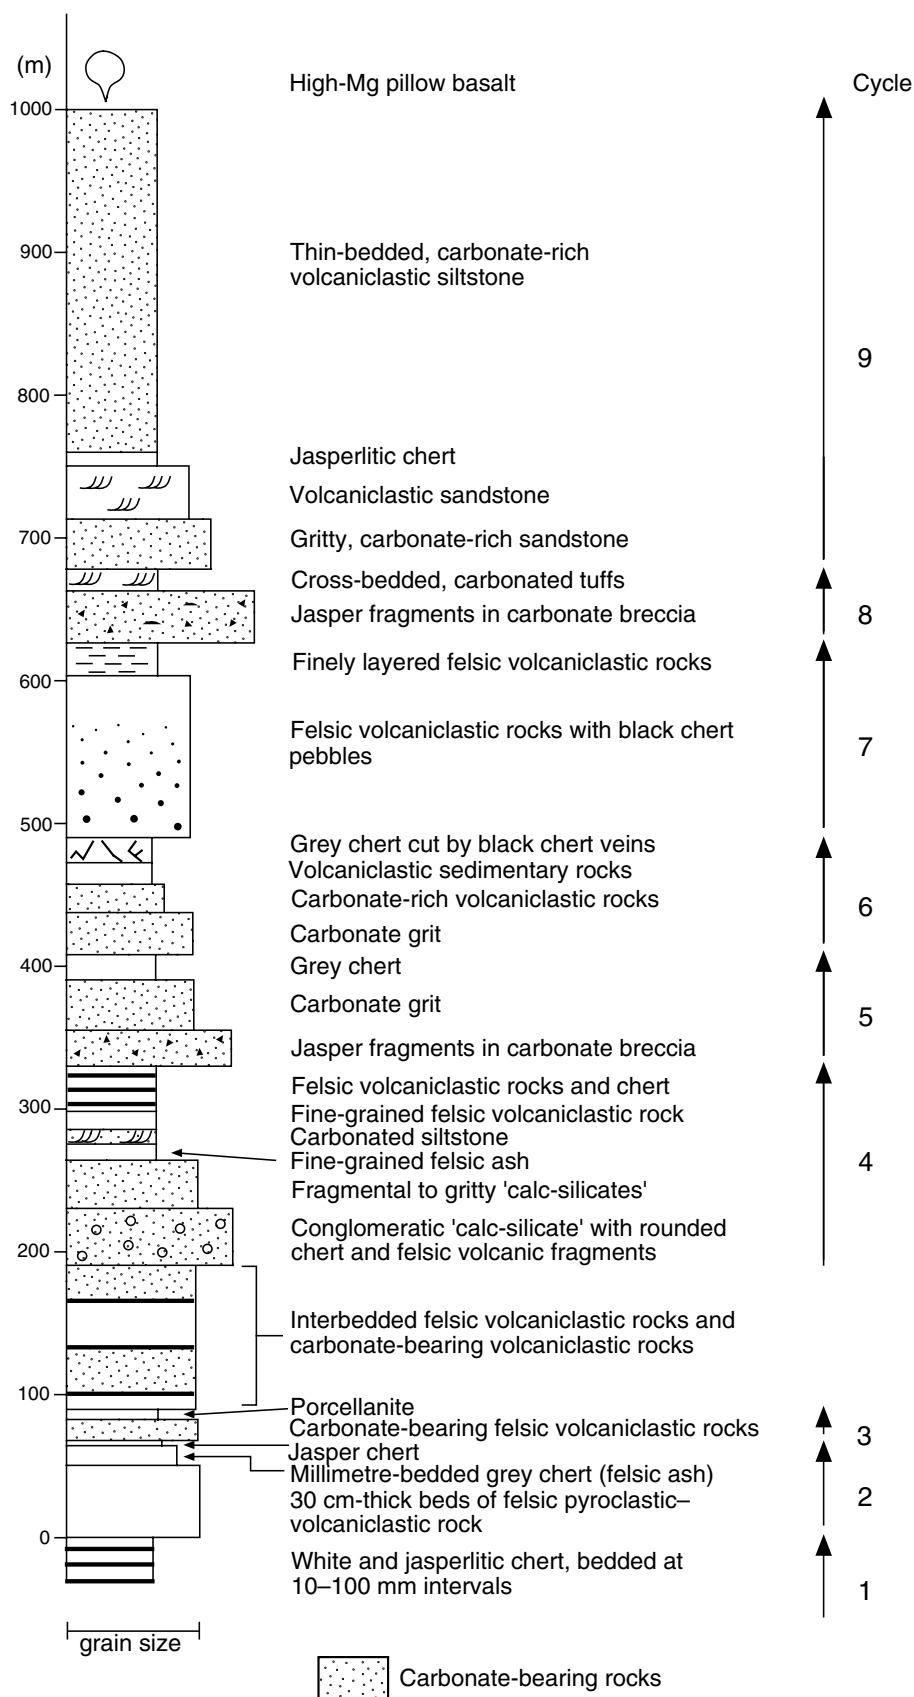 (m)
High-Mg pillow basalt
Cycle
1000
900
Thin-bedded, carbonate-rich
volcaniclastic siltstone
9
800
Jasperlitic chert
Volcaniclastic sandstone
700
Gritty, carbonate-rich sandstone
Cross-bedded, carbonated tuffs
Jasper fragments in carbonate breccia
8
Finely layered felsic volcaniclastic rocks
600
Felsic volcaniclastic rocks with black chert
pebbles
7
500
Grey chert cut by black chert veins
Volcaniclastic sedimentary rocks
Carbonate-rich volcaniclastic rocks
6
Carbonate grit
400
Grey chert
Carbonate grit
5
Jasper fragments in carbonate breccia
Felsic volcaniclastic rocks and chert
300
Fine-grained felsic volcaniclastic rock
Carbonated siltstone
Fine-grained felsic ash
4
Fragmental to gritty 'calc-silicates'
Conglomeratic 'calc-silicate' with rounded
chert and felsic volcanic fragments
200
Interbedded felsic volcaniclastic rocks and
carbonate-bearing volcaniclastic rocks
100
Porcellanite
Carbonate-bearing felsic volcaniclastic rocks
3
Jasper chert
Millimetre-bedded grey chert (felsic ash)
30 cm-thick beds of felsic pyroclastic–
volcaniclastic rock
2
0
White and jasperlitic chert, bedded at
10–100 mm intervals
1
grain size
Carbonate-bearing rocks